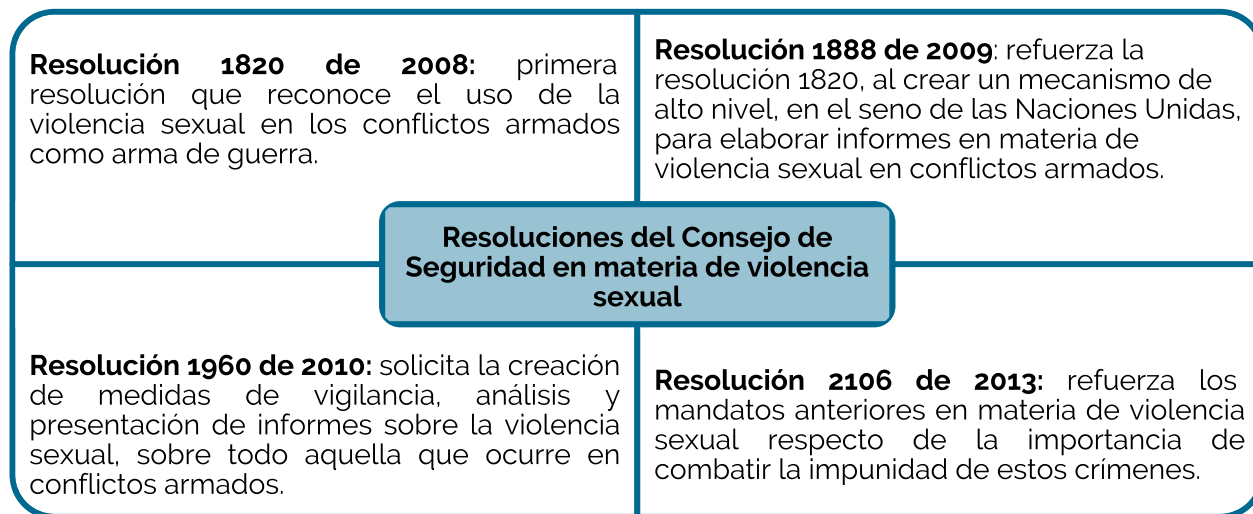 Resolución 1820 de 2008: primera
resolución que reconoce el uso de la
violencia sexual en los conflictos armados
como arma de guerra.
Resolución 1888 de 2009: refuerza la
resolución 1820, al crear un mecanismo de
alto nivel, en el seno de las Naciones Unidas,
para elaborar informes en materia de
violencia sexual en conflictos armados.
Resoluciones del Consejo de
Seguridad en materia de violencia
sexual
Resolución 1960 de 2010: solicita la creación
de medidas de vigilancia, análisis y
presentación de informes sobre la violencia
sexual, sobre todo aquella que ocurre en
conflictos armados.
Resolución 2106 de 2013: refuerza los
mandatos anteriores en materia de violencia
sexual respecto de la importancia de
combatir la impunidad de estos crímenes.